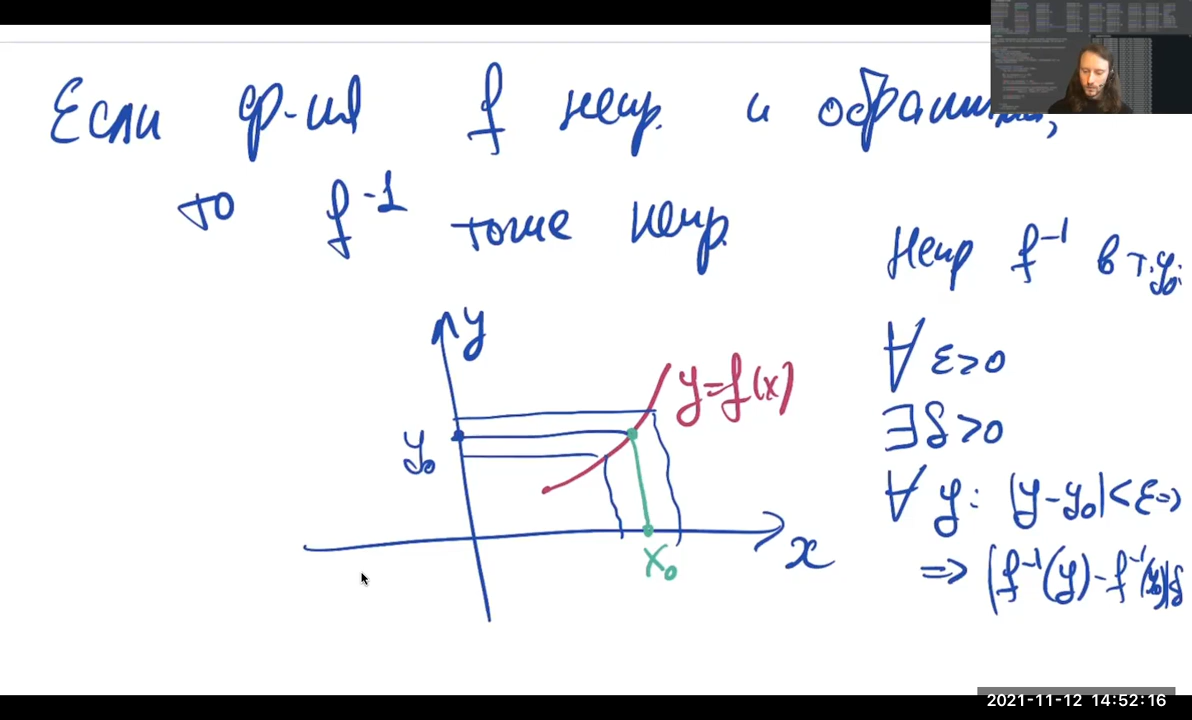 Если ф-ия f непр. и обратима,
то f⁻¹ тоже непр.
Непр f⁻¹ в т. y₀:
∀ ε>0
∃ δ>0
∀ y: |y-y₀|<ε ⇒
⇒ |f⁻¹(y)-f⁻¹(y₀)|<δ
y
y=f(x)
y₀
x₀
x
2021-11-12 14:52:16